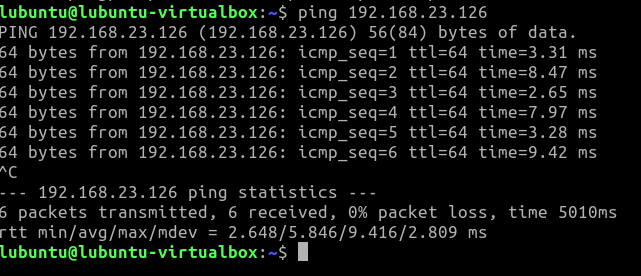 lubuntu@lubuntu-virtualbox:~$ ping 192.168.23.126
PING 192.168.23.126 (192.168.23.126) 56(84) bytes of data.
64 bytes from 192.168.23.126: icmp_seq=1 ttl=64 time=3.31 ms
64 bytes from 192.168.23.126: icmp_seq=2 ttl=64 time=8.47 ms
64 bytes from 192.168.23.126: icmp_seq=3 ttl=64 time=2.65 ms
64 bytes from 192.168.23.126: icmp_seq=4 ttl=64 time=7.97 ms
64 bytes from 192.168.23.126: icmp_seq=5 ttl=64 time=3.28 ms
64 bytes from 192.168.23.126: icmp_seq=6 ttl=64 time=9.42 ms
^C
--- 192.168.23.126 ping statistics ---
6 packets transmitted, 6 received, 0% packet loss, time 5010ms
rtt min/avg/max/mdev = 2.648/5.846/9.416/2.809 ms
lubuntu@lubuntu-virtualbox:~$